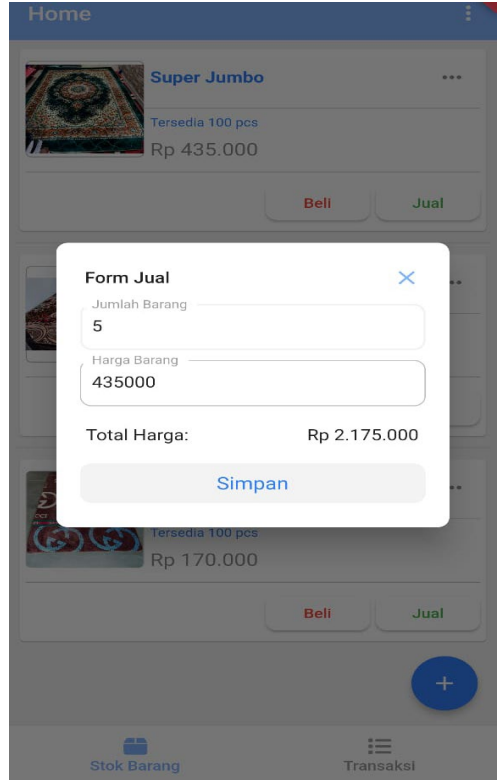 Home
Super Jumbo
Tersedia 100 pcs
Rp 435.000
Beli
Jual
Form Jual
Jumlah Barang
5
Harga Barang
435000
Total Harga:
Rp 2.175.000
Simpan
Tersedia 100 pcs
Rp 170.000
Beli
Jual
Stok Barang
Transaksi